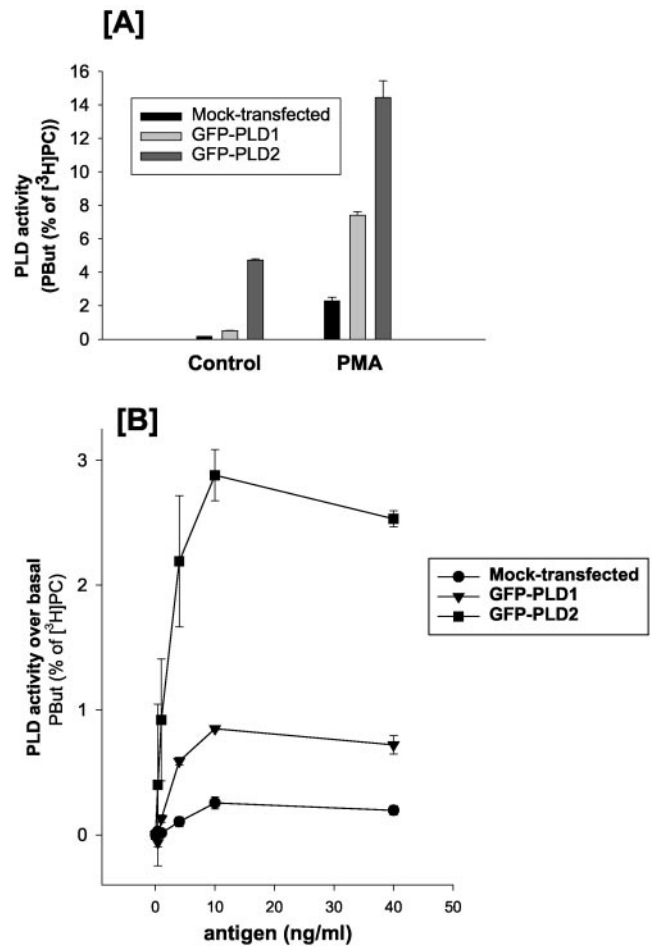 [A]
16
14
12
10
8
6
4
2
0
PLD activity
(PBut (% of [³H]PC))
Mock-transfected
GFP-PLD1
GFP-PLD2
Control
PMA
[B]
3
2
1
0
PLD activity over basal
PBut (% of [³H]PC)
Mock-transfected
GFP-PLD1
GFP-PLD2
0 10 20 30 40 50
antigen (ng/ml)